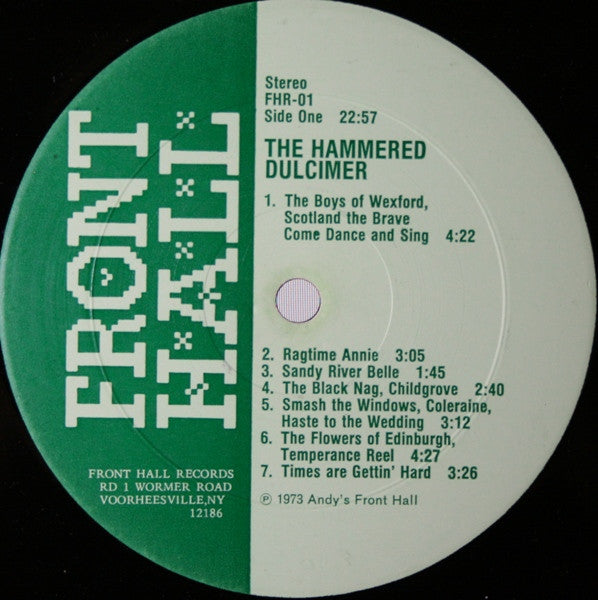 FRONT
HALL
FRONT HALL RECORDS
RD 1 WORMER ROAD
VOORHEESVILLE,NY
12186
Stereo
FHR-01
Side One 22:57
THE HAMMERED
DULCIMER
1. The Boys of Wexford,
Scotland the Brave
Come Dance and Sing 4:22
2. Ragtime Annie 3:05
3. Sandy River Belle 1:45
4. The Black Nag, Childgrove 2:40
5. Smash the Windows, Coleraine,
Haste to the Wedding 3:12
6. The Flowers of Edinburgh,
Temperance Reel 4:27
7. Times are Gettin' Hard 3:26
℗ 1973 Andy's Front Hall